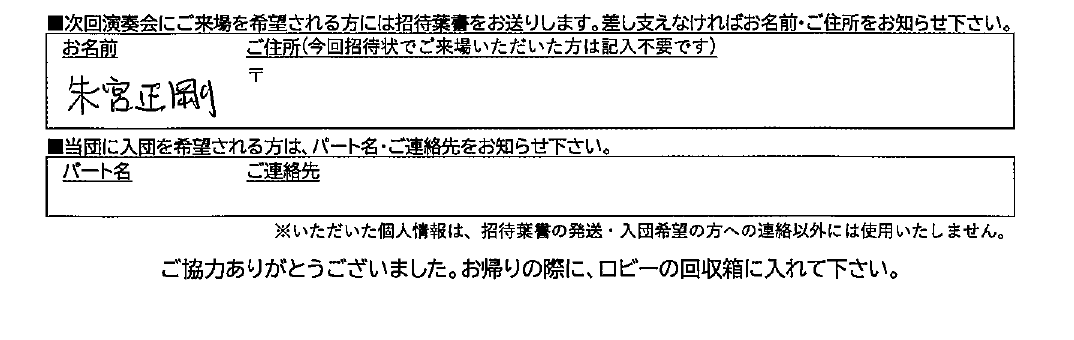 ■次回演奏会にご来場を希望される方には招待葉書をお送りします。差し支えなければお名前・ご住所をお知らせ下さい。
お名前 ご住所(今回招待状でご来場いただいた方は記入不要です)
〒
朱宮正剛
■当団に入団を希望される方は、パート名・ご連絡先をお知らせ下さい。
パート名 ご連絡先
※いただいた個人情報は、招待葉書の発送・入団希望の方への連絡以外には使用いたしません。
ご協力ありがとうございました。お帰りの際に、ロビーの回収箱に入れて下さい。